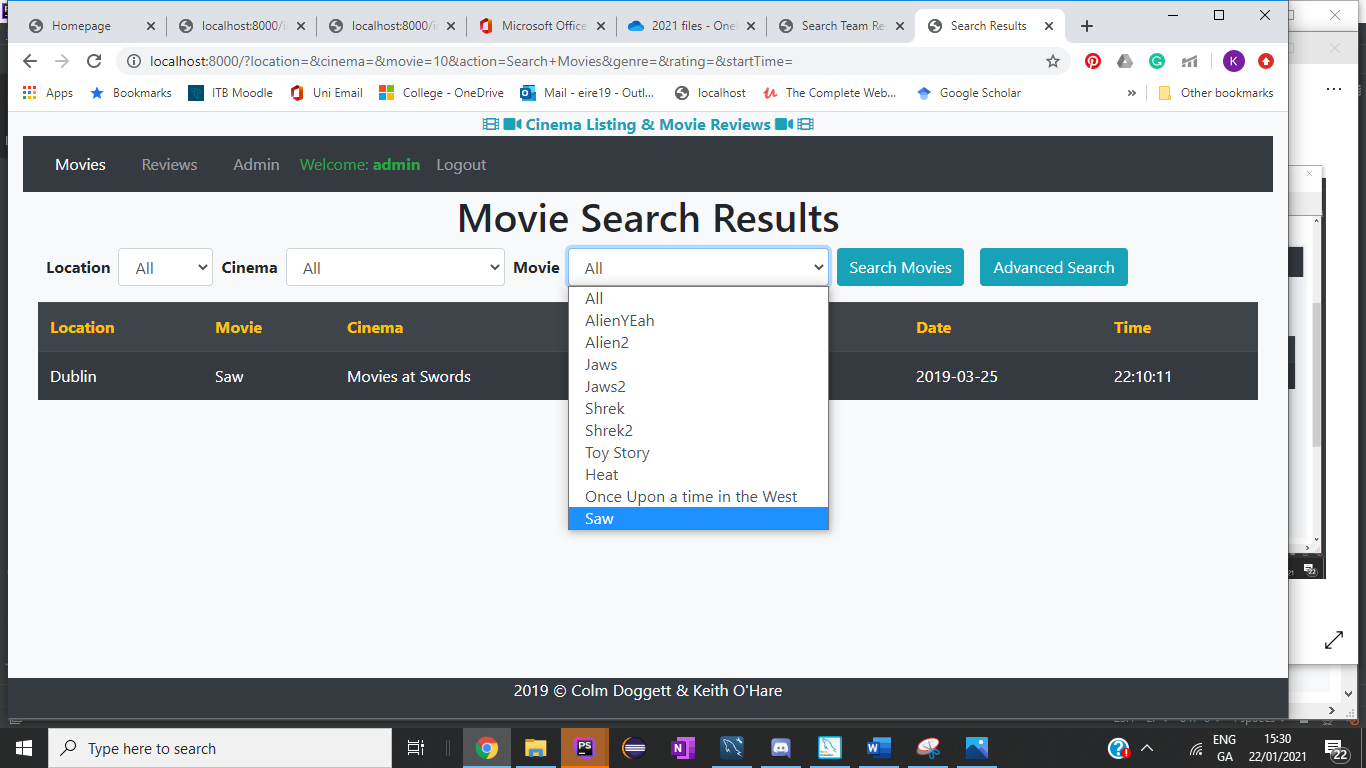 Homepage
localhost:8000/i
localhost:8000/i
Microsoft Office
2021 files - One
Search Team Re
Search Results
localhost:8000/?location=&cinema=&movie=10&action=Search+Movies&genre=&rating=&startTime=
K
Apps
Bookmarks
ITB Moodle
Uni Email
College - OneDrive
Mail - eire19 - Outl...
localhost
The Complete Web...
Google Scholar
»
Other bookmarks
Cinema Listing & Movie Reviews
Movies Reviews Admin Welcome: admin Logout
Movie Search Results
Location All Cinema All Movie All Search Movies Advanced Search
All
AlienYEah
Alien2
Jaws
Jaws2
Shrek
Shrek2
Toy Story
Heat
Once Upon a time in the West
Saw
Location Movie Cinema Date Time
Dublin Saw Movies at Swords 2019-03-25 22:10:11
2019 © Colm Doggett & Keith O'Hare
Type here to search
PS
N
W
ENG
GA
15:30
22/01/2021
22